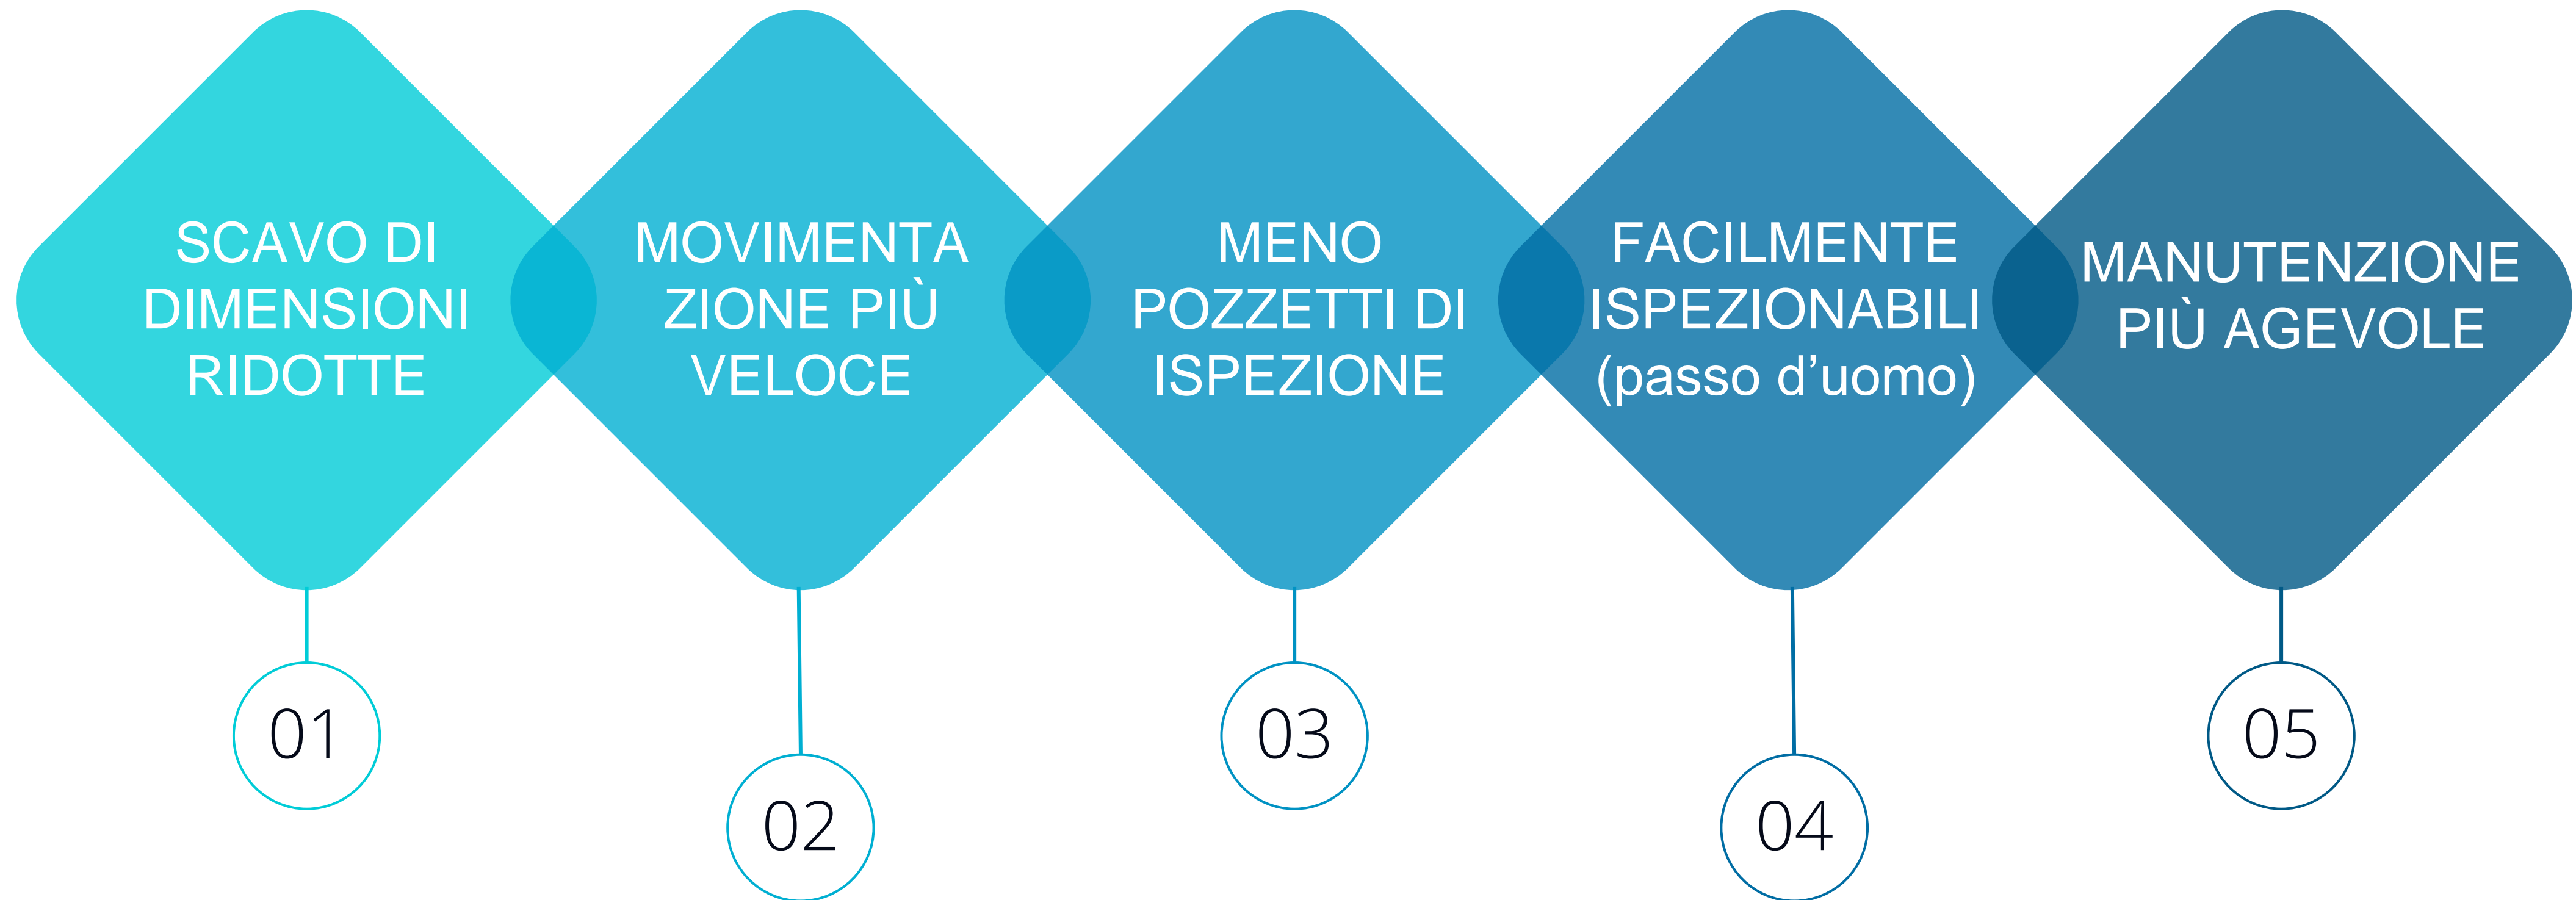 SCAVO DI
DIMENSIONI
RIDOTTE
MOVIMENTA
ZIONE PIÙ
VELOCE
MENO
POZZETTI DI
ISPEZIONE
FACILMENTE
ISPEZIONABILI
(passo d’uomo)
MANUTENZIONE
PIÙ AGEVOLE
01
02
03
04
05